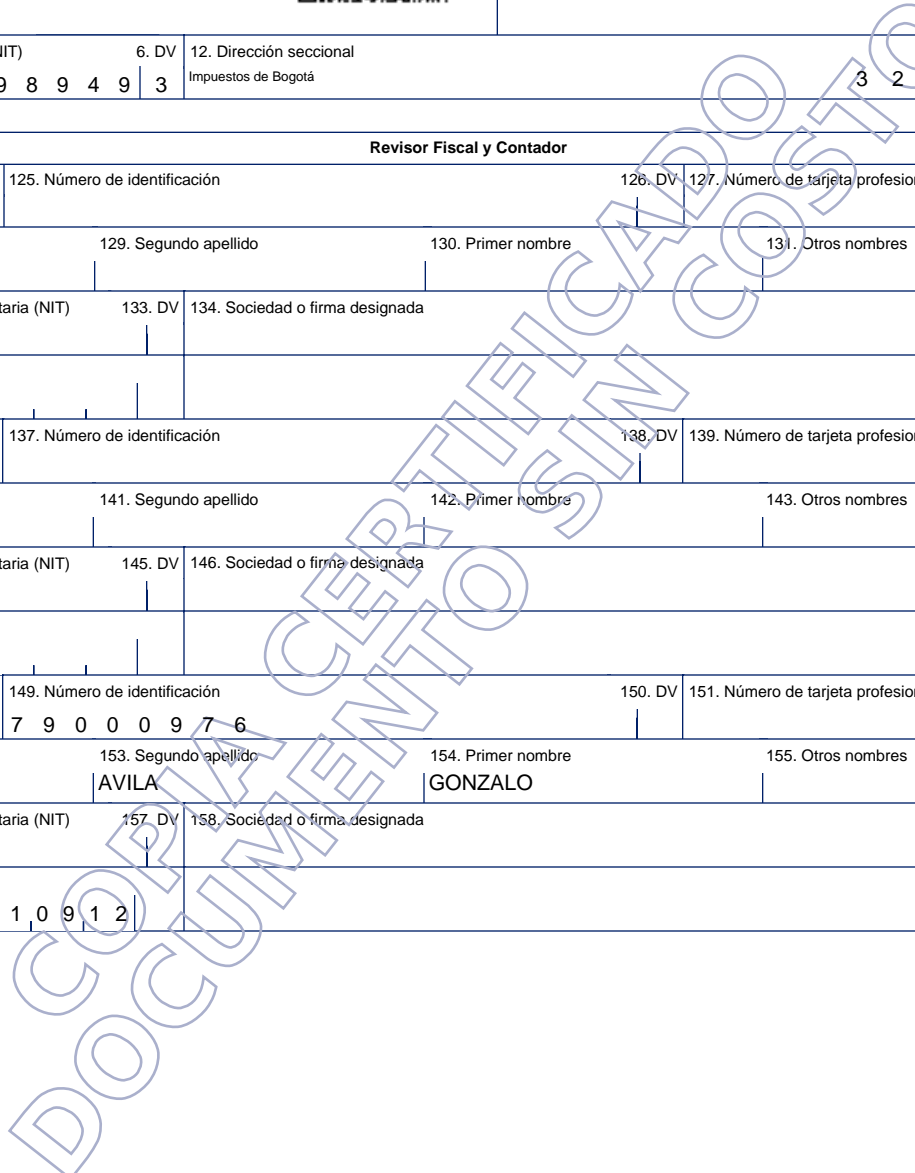 NIT) 6. DV 12. Dirección seccional
9 8 9 4 9 3 Impuestos de Bogotá 3 2
Revisor Fiscal y Contador
125. Número de identificación 126. DV 127. Número de tarjeta profesion
129. Segundo apellido 130. Primer nombre 131. Otros nombres
taria (NIT) 133. DV 134. Sociedad o firma designada
137. Número de identificación 138. DV 139. Número de tarjeta profesion
141. Segundo apellido 142. Primer nombre 143. Otros nombres
taria (NIT) 145. DV 146. Sociedad o firma designada
149. Número de identificación 150. DV 151. Número de tarjeta profesion
7 9 0 0 0 9 7 6
153. Segundo apellido 154. Primer nombre 155. Otros nombres
AVILA GONZALO
taria (NIT) 157. DV 158. Sociedad o firma designada
1 0 9 1 2
COPIA CERTIFICADO
DOCUMENTO SIN COSTO